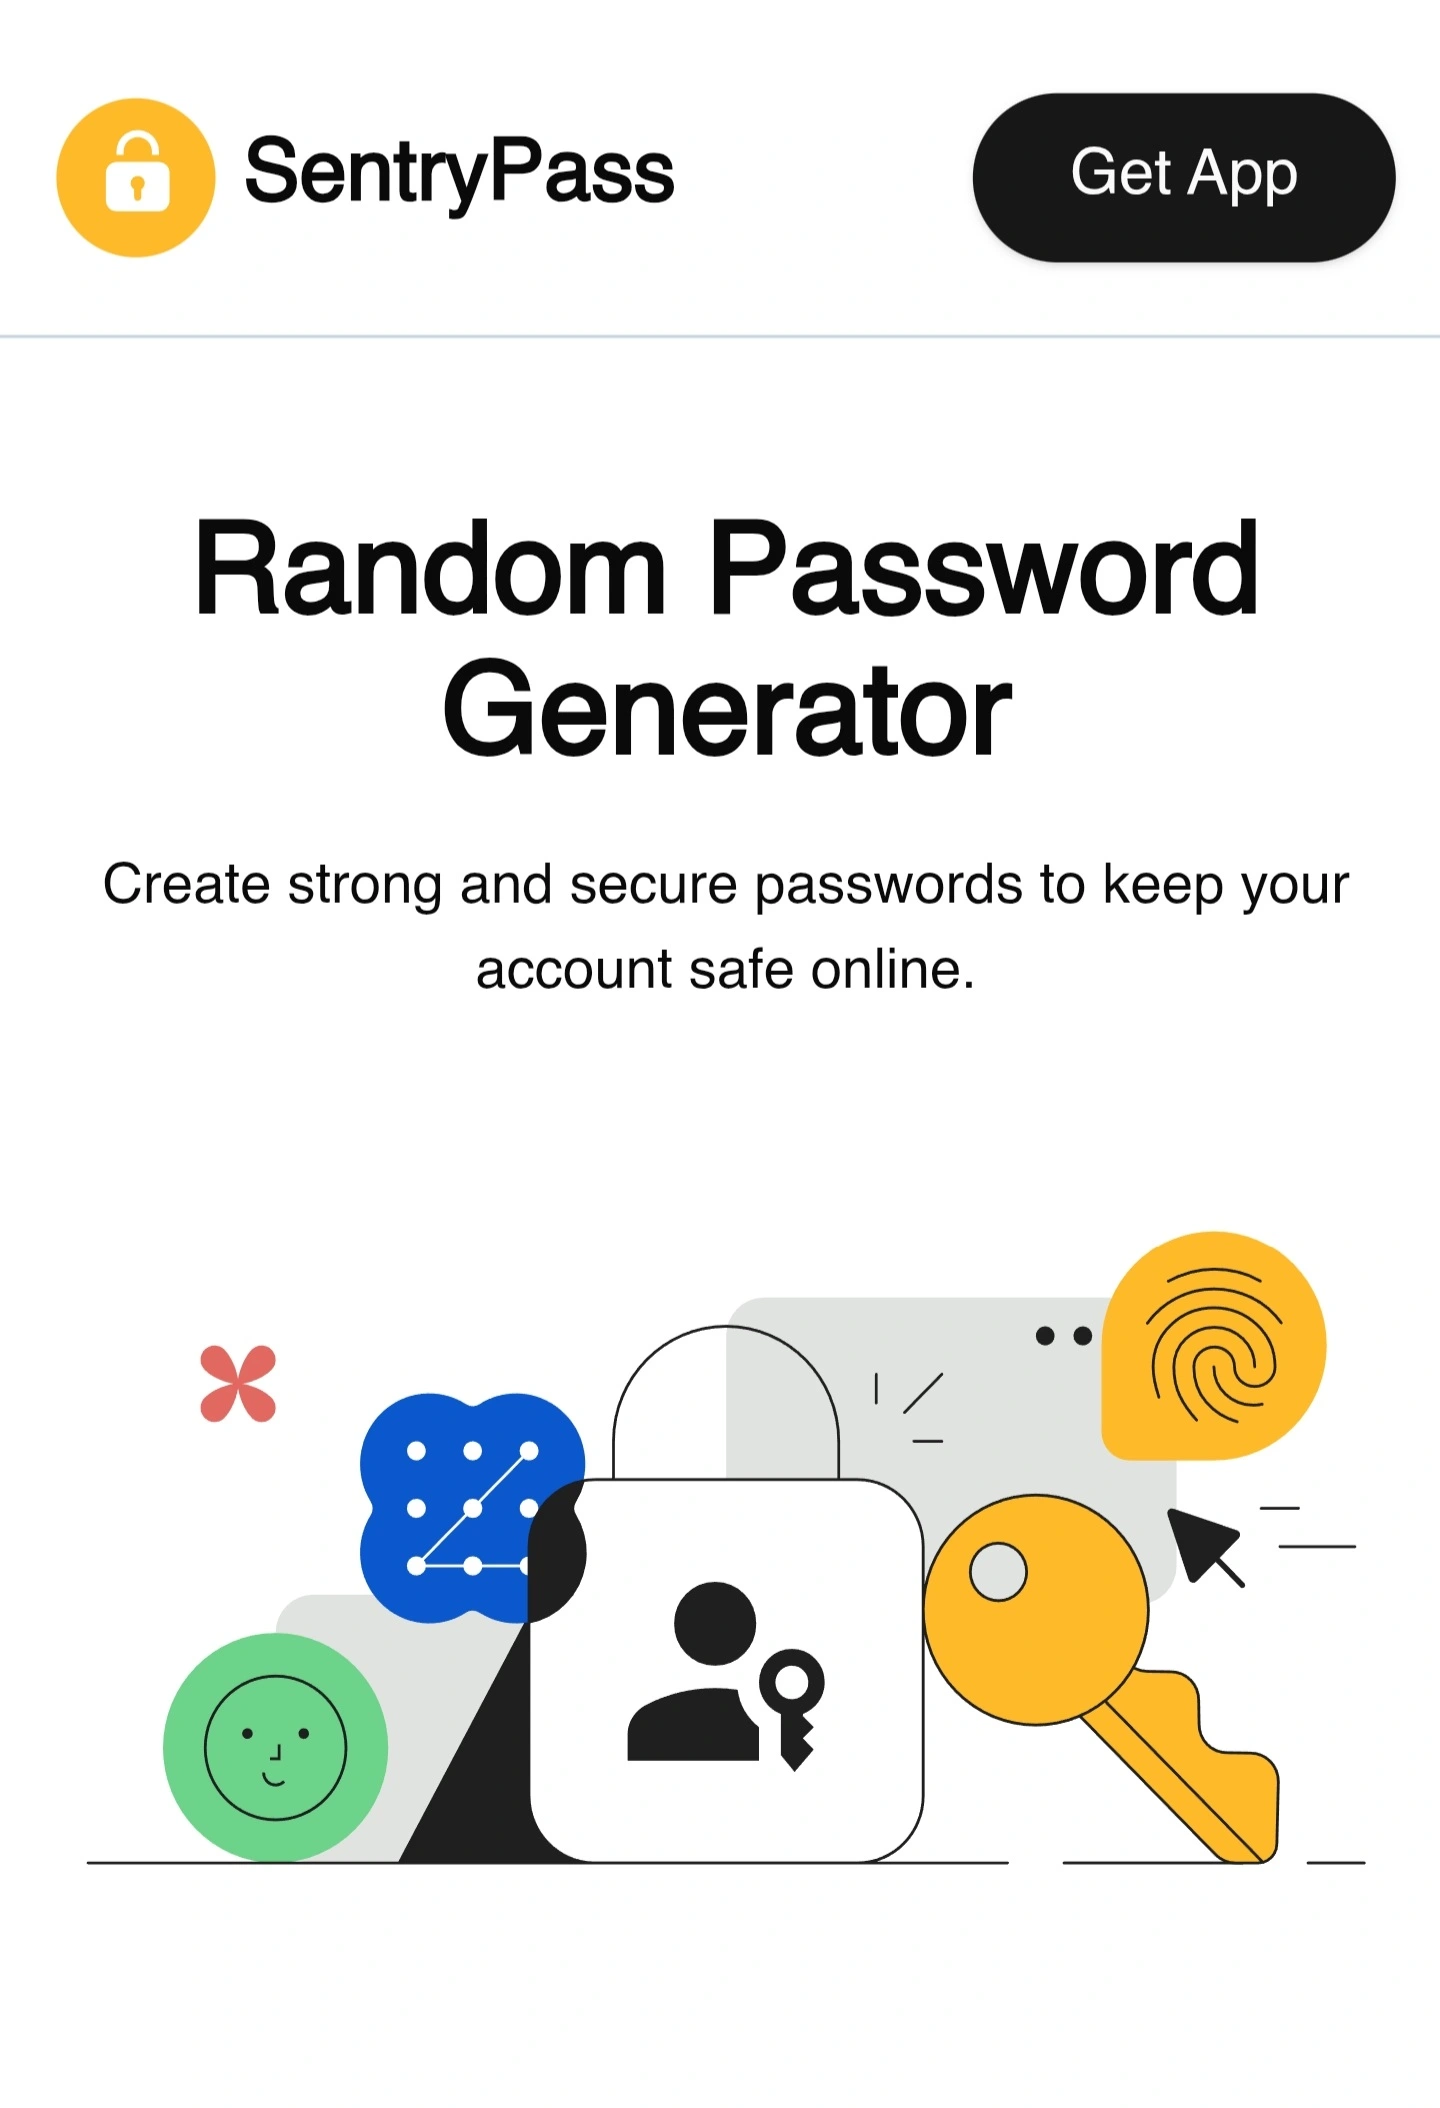 SentryPass
Get App
Random Password
Generator
Create strong and secure passwords to keep your
account safe online.